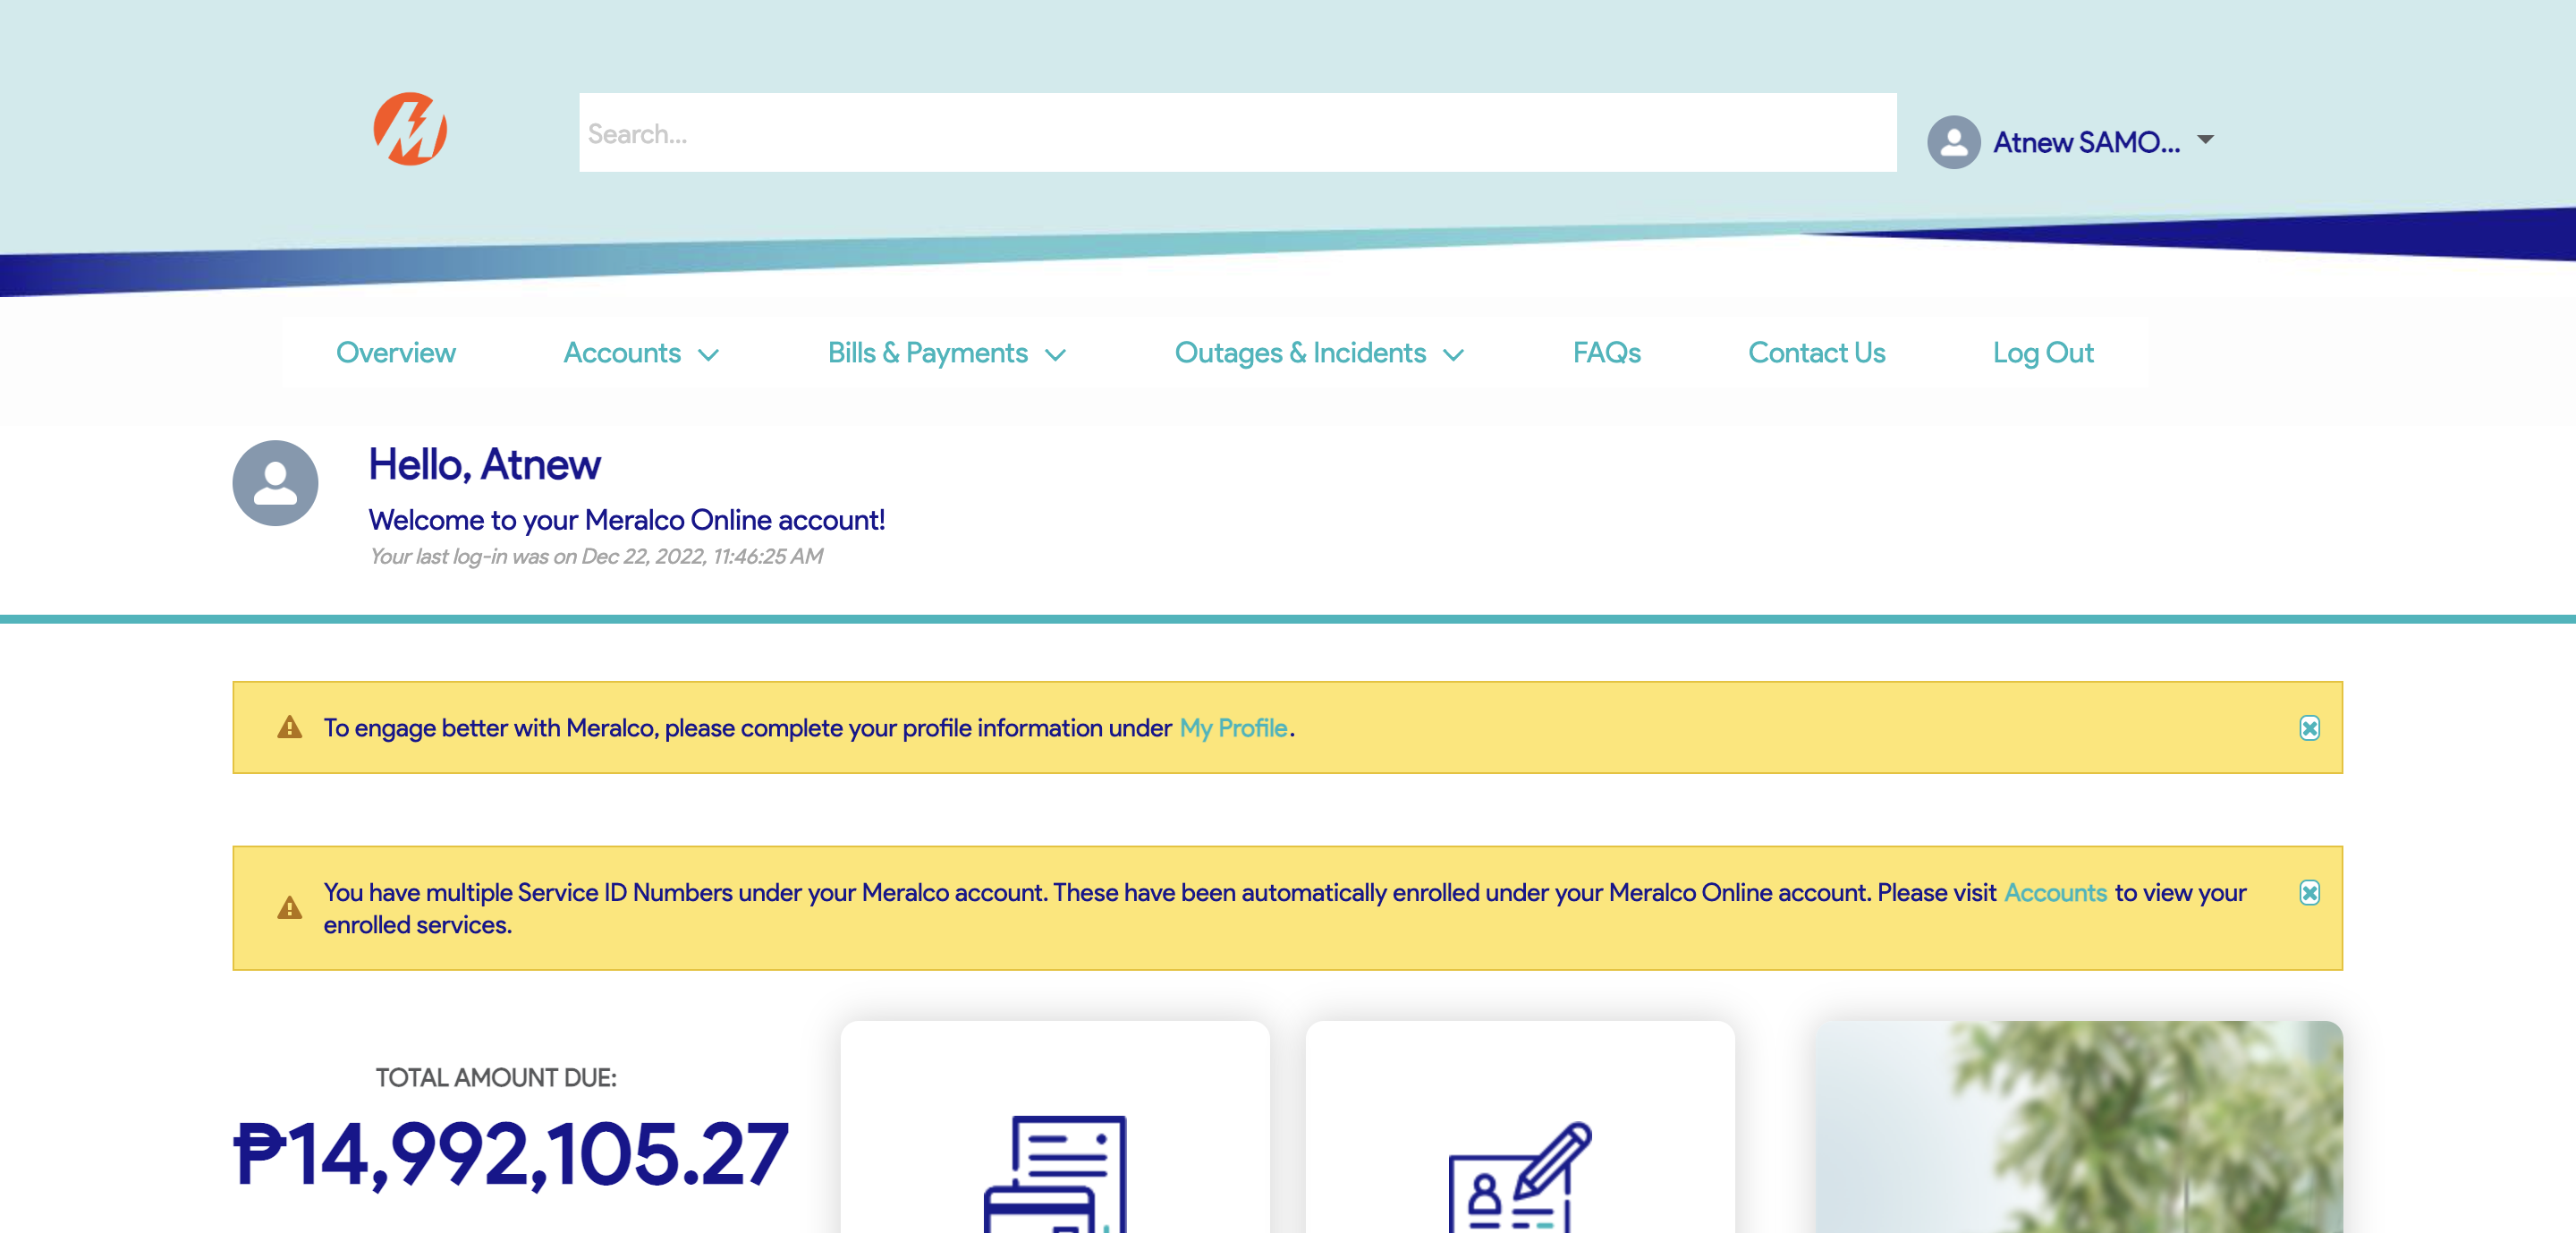 Search...
Atnew SAMO...
Overview
Accounts
Bills & Payments
Outages & Incidents
FAQs
Contact Us
Log Out
Hello, Atnew
Welcome to your Meralco Online account!
Your last log-in was on Dec 22, 2022, 11:46:25 AM
To engage better with Meralco, please complete your profile information under My Profile.
You have multiple Service ID Numbers under your Meralco account. These have been automatically enrolled under your Meralco Online account. Please visit Accounts to view your
enrolled services.
TOTAL AMOUNT DUE:
₱14,992,105.27